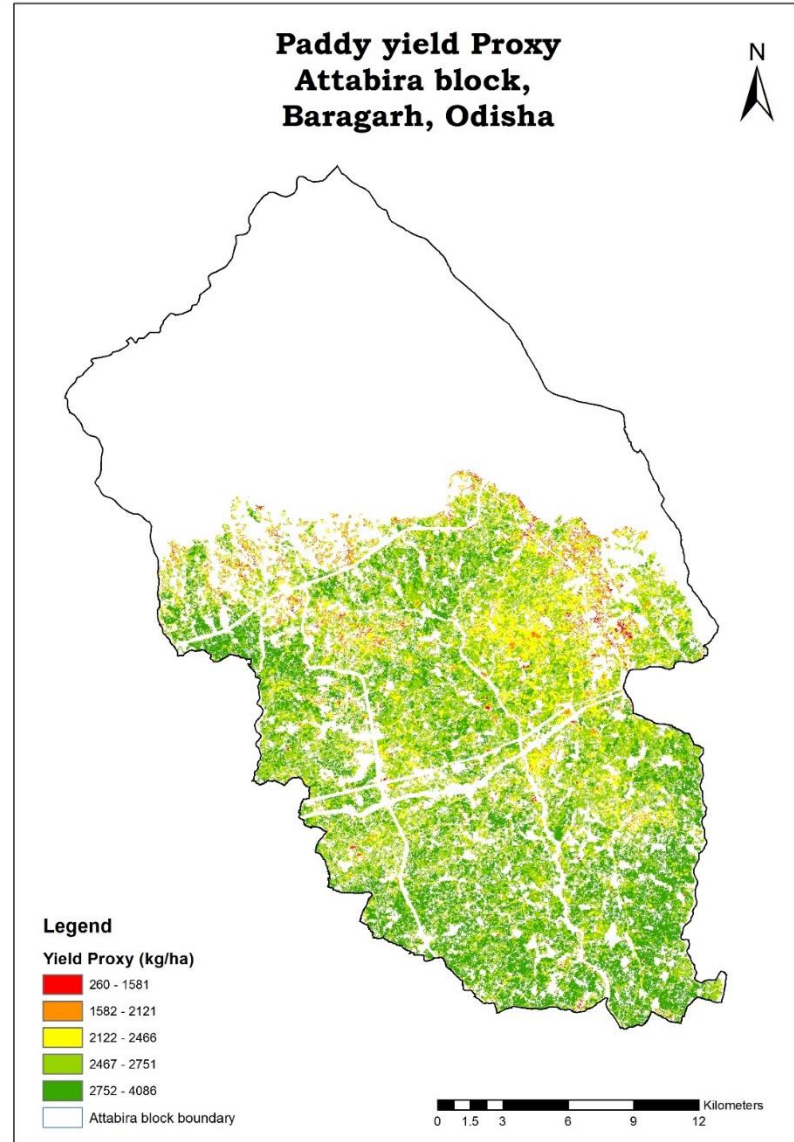 Paddy yield Proxy
Attabira block,
Baragarh, Odisha
N
Legend
Yield Proxy (kg/ha)
260 - 1581
1582 - 2121
2122 - 2466
2467 - 2751
2752 - 4086
Attabira block boundary
Kilometers
0 1.5 3 6 9 12